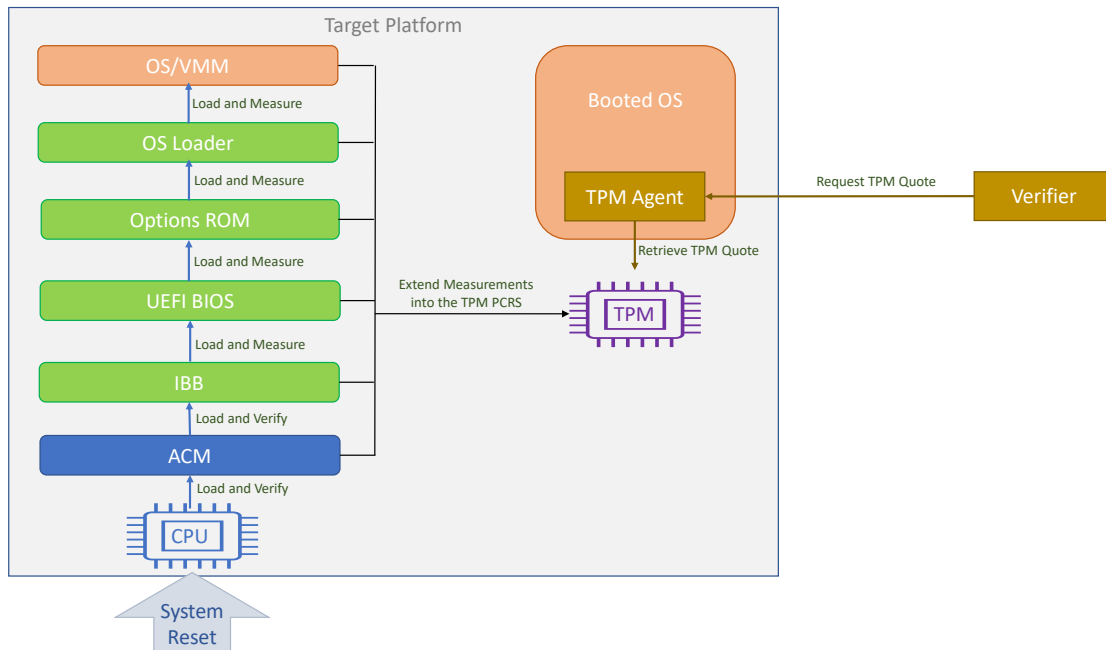 Target Platform
OS/VMM
Load and Measure
OS Loader
Load and Measure
Options ROM
Load and Measure
UEFI BIOS
Load and Measure
IBB
Load and Verify
ACM
Load and Verify
CPU
System
Reset
Extend Measurements
into the TPM PCRS
Booted OS
TPM Agent
Retrieve TPM Quote
TPM
Request TPM Quote
Verifier